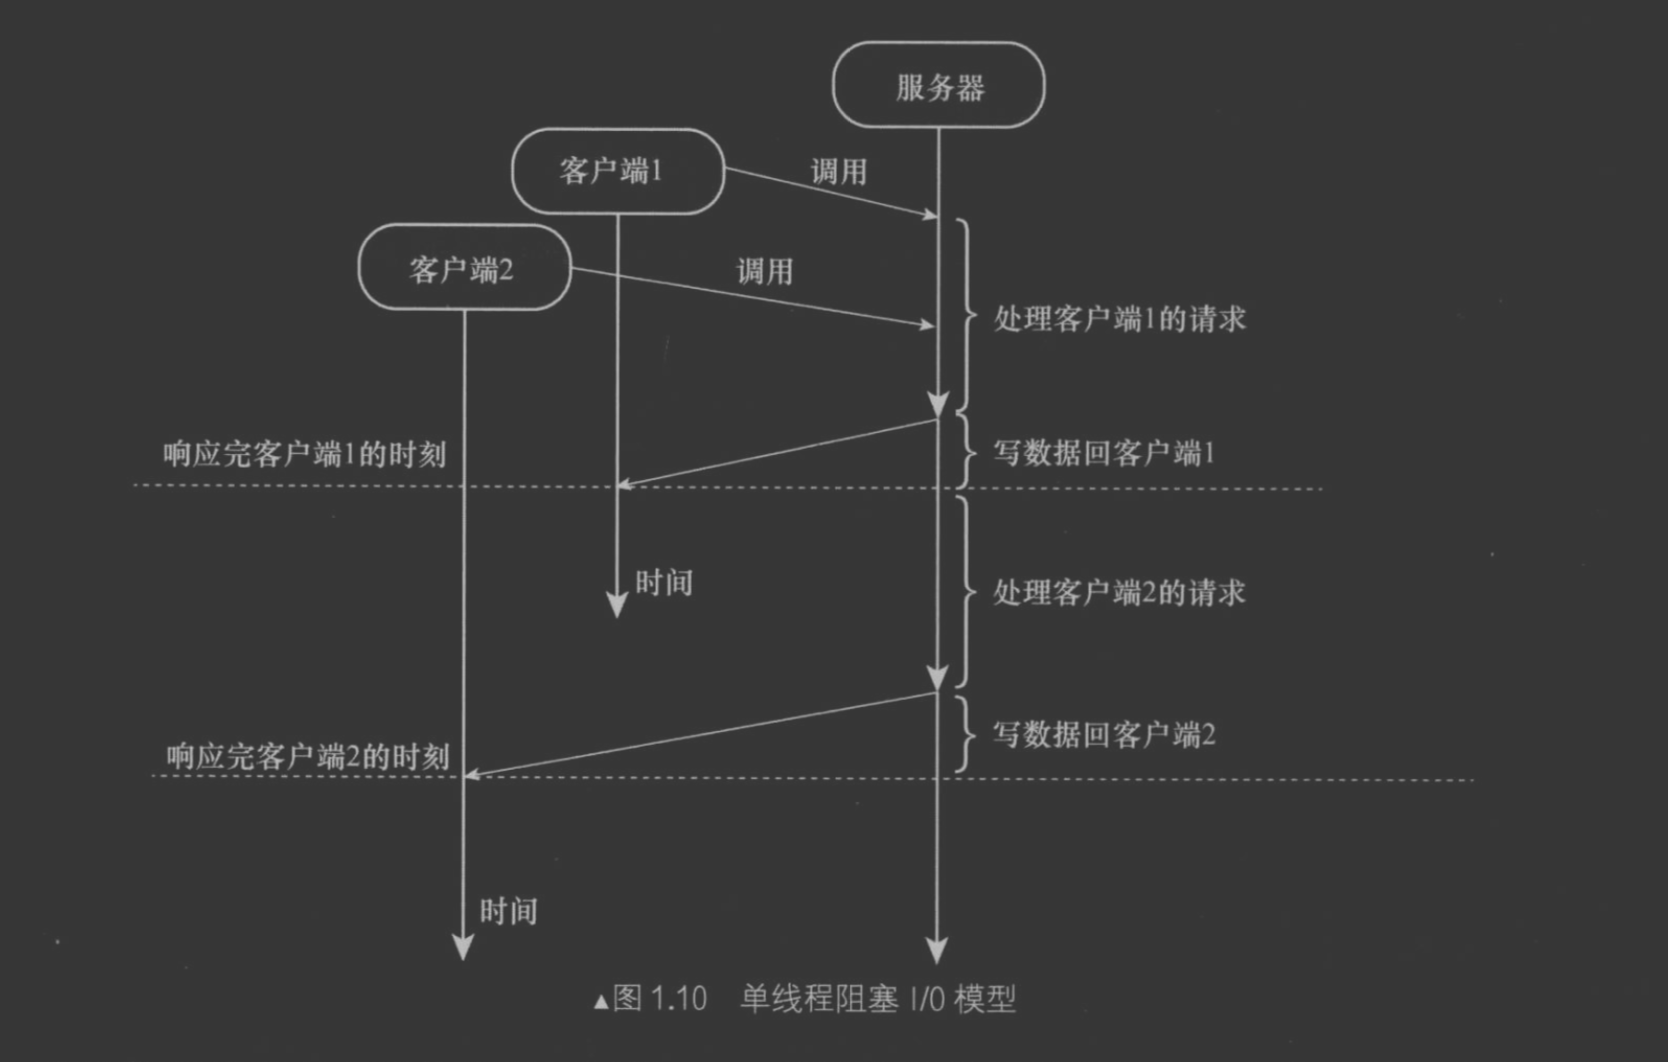 服务器
客户端1
调用
客户端2
调用
处理客户端1的请求
响应完客户端1的时刻
写数据回客户端1
时间
处理客户端2的请求
写数据回客户端2
响应完客户端2的时刻
时间
▲图 1.10 单线程阻塞 I/O 模型